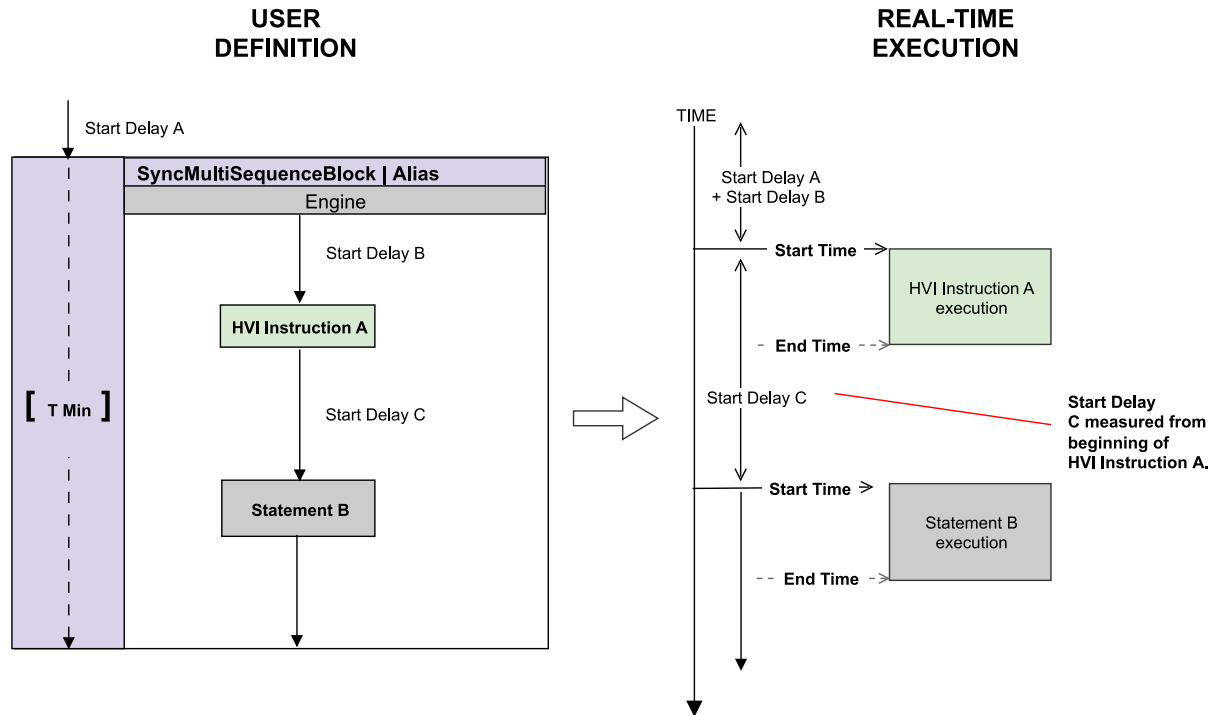 USER
DEFINITION
Start Delay A
SyncMultiSequenceBlock | Alias
Engine
Start Delay B
HVI Instruction A
[ T Min ]
Start Delay C
Statement B
REAL-TIME
EXECUTION
TIME
Start Delay A
+ Start Delay B
Start Time
HVI Instruction A
execution
End Time
Start Delay C
Start Delay
C measured from
beginning of
HVI Instruction A.
Start Time
Statement B
execution
End Time